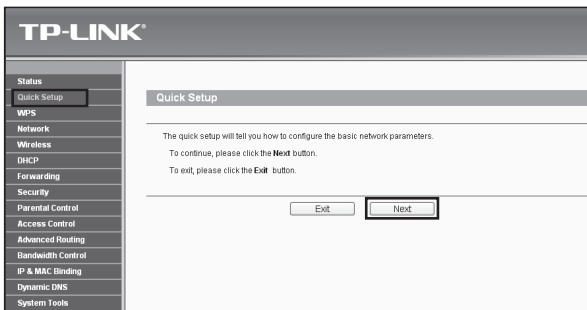 TP-LINK®
Status
Quick Setup
WPS
Network
Wireless
DHCP
Forwarding
Security
Parental Control
Access Control
Advanced Routing
Bandwidth Control
IP & MAC Binding
Dynamic DNS
System Tools
Quick Setup
The quick setup will tell you how to configure the basic network parameters.
To continue, please click the Next button.
To exit, please click the Exit button.
Exit
Next